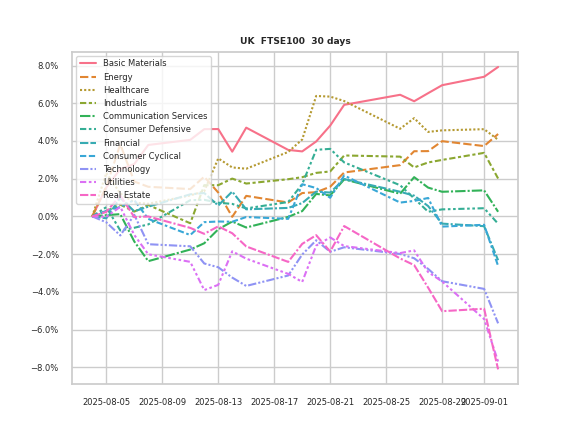 UK FTSE100 30 days
8.0%
6.0%
4.0%
2.0%
0.0%
−2.0%
−4.0%
−6.0%
−8.0%
Basic Materials
Energy
Healthcare
Industrials
Communication Services
Consumer Defensive
Financial
Consumer Cyclical
Technology
Utilities
Real Estate
2025-08-05 2025-08-09 2025-08-13 2025-08-17 2025-08-21 2025-08-25 2025-08-29 2025-09-01